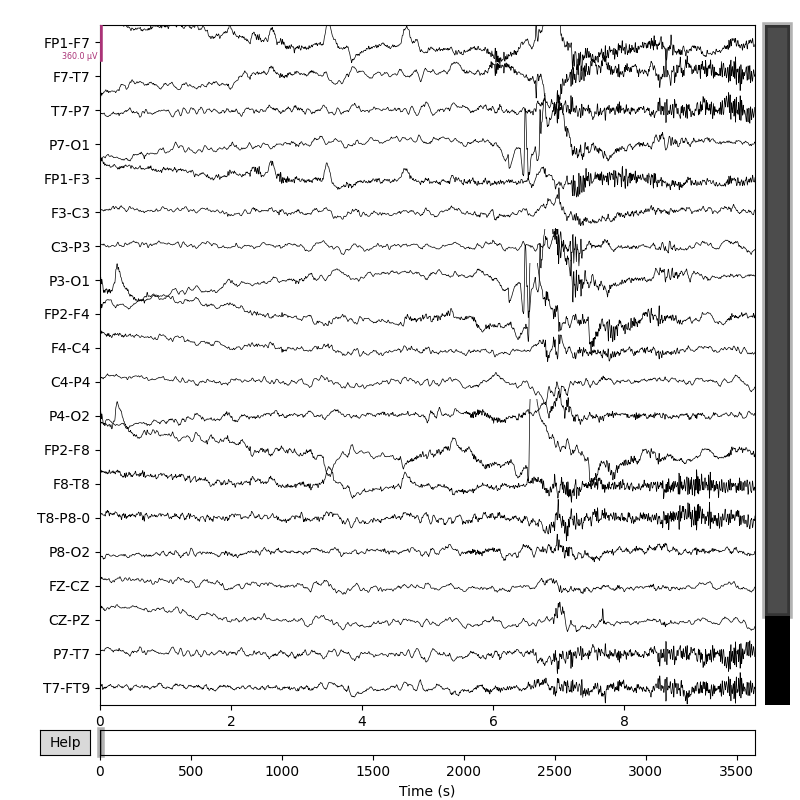 FP1-F7
360.0 µV
F7-T7
T7-P7
P7-O1
FP1-F3
F3-C3
C3-P3
P3-O1
FP2-F4
F4-C4
C4-P4
P4-O2
FP2-F8
F8-T8
T8-P8-0
P8-O2
FZ-CZ
CZ-PZ
P7-T7
T7-FT9
0 2 4 6 8
Help
0 500 1000 1500 2000 2500 3000 3500
Time (s)